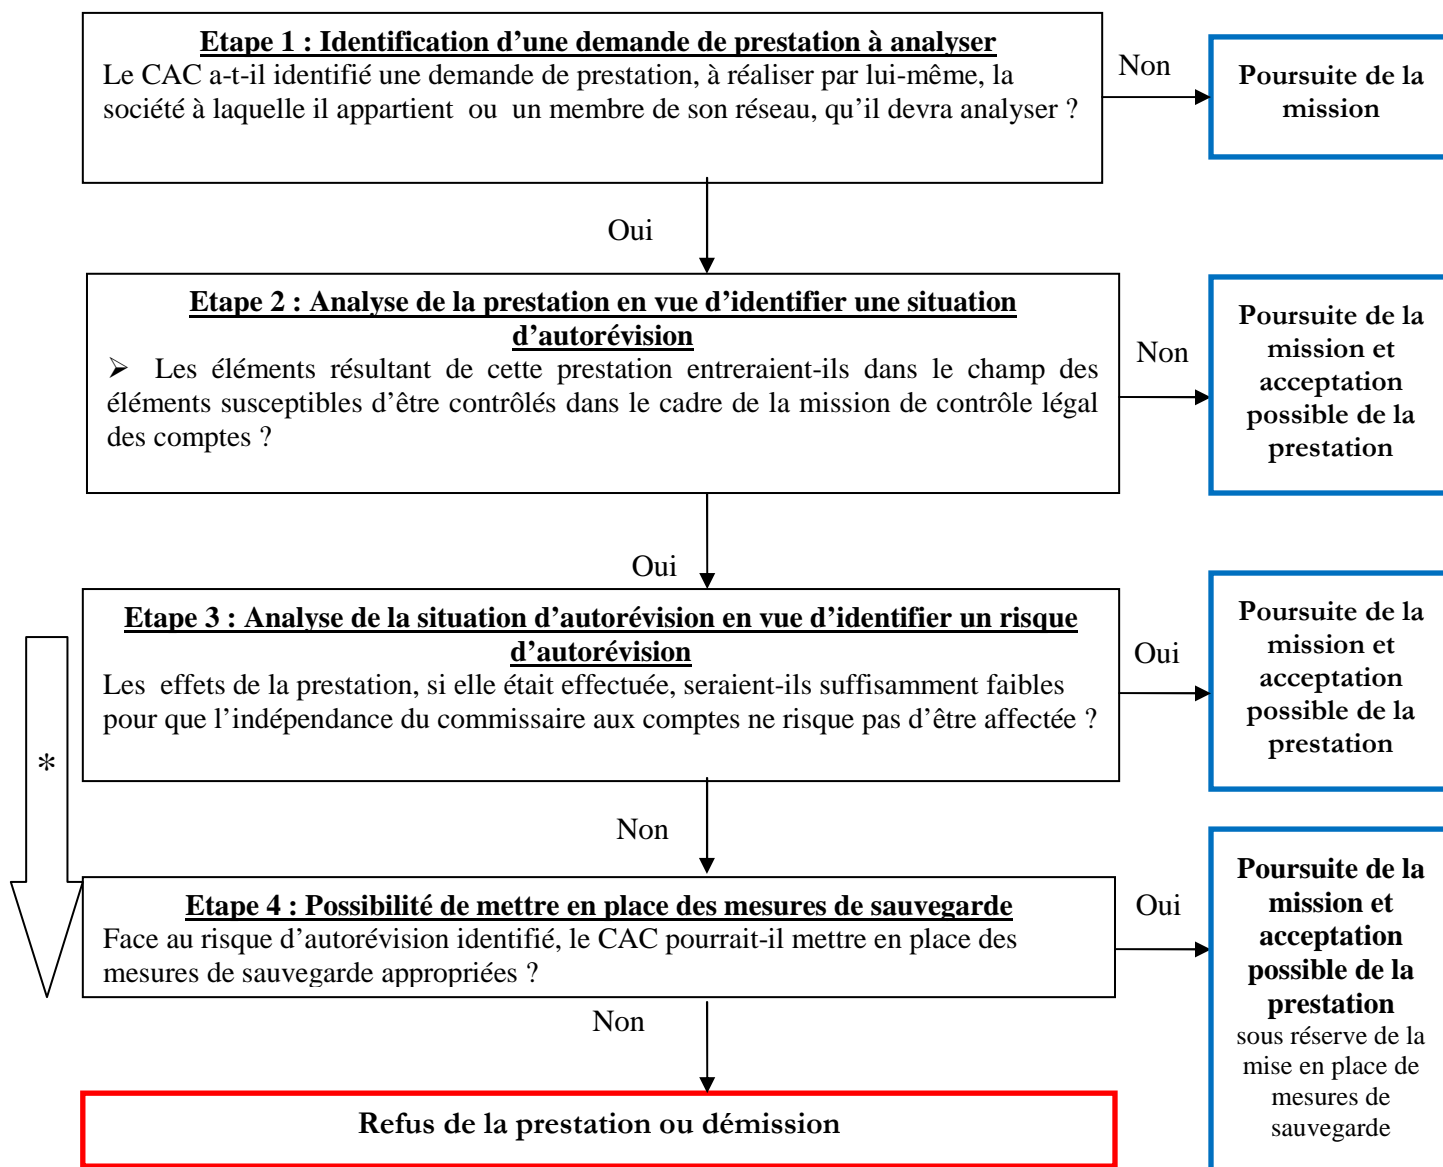 Etape 1 : Identification d’une demande de prestation à analyser
Le CAC a-t-il identifié une demande de prestation, à réaliser par lui-même, la
société à laquelle il appartient ou un membre de son réseau, qu’il devra analyser ?
Non
Poursuite de la
mission
Oui
Etape 2 : Analyse de la prestation en vue d’identifier une situation
d’autorévision
➢ Les éléments résultant de cette prestation entreraient-ils dans le champ des
éléments susceptibles d’être contrôlés dans le cadre de la mission de contrôle légal
des comptes ?
Non
Poursuite de la
mission et
acceptation
possible de la
prestation
Oui
Etape 3 : Analyse de la situation d’autorévision en vue d’identifier un risque
d’autorévision
Les effets de la prestation, si elle était effectuée, seraient-ils suffisamment faibles
pour que l’indépendance du commissaire aux comptes ne risque pas d’être affectée ?
Oui
Poursuite de la
mission et
acceptation
possible de la
prestation
*
Non
Etape 4 : Possibilité de mettre en place des mesures de sauvegarde
Face au risque d’autorévision identifié, le CAC pourrait-il mettre en place des
mesures de sauvegarde appropriées ?
Oui
Poursuite de la
mission et
acceptation
possible de la
prestation
sous réserve de la
mise en place de
mesures de
sauvegarde
Non
Refus de la prestation ou démission